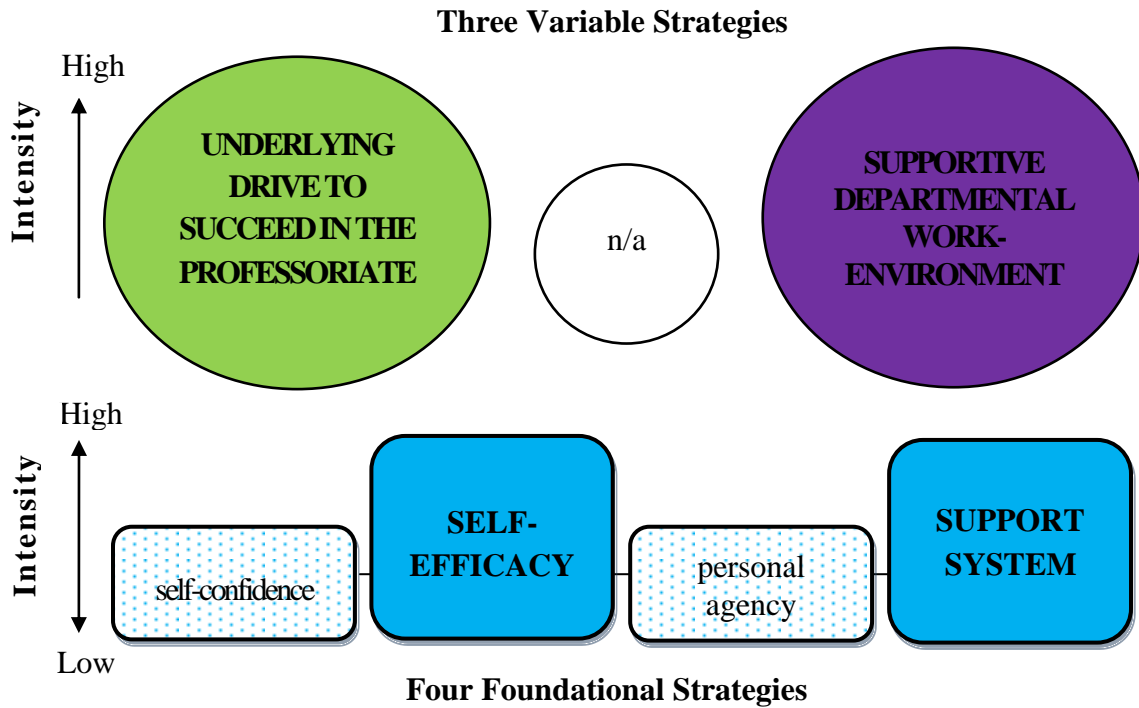 Three Variable Strategies
High
Intensity
UNDERLYING
DRIVE TO
SUCCEED IN THE
PROFESSORIATE
n/a
SUPPORTIVE
DEPARTMENTAL
WORK-
ENVIRONMENT
High
Intensity
Low
self-confidence
SELF-
EFFICACY
personal
agency
SUPPORT
SYSTEM
Four Foundational Strategies